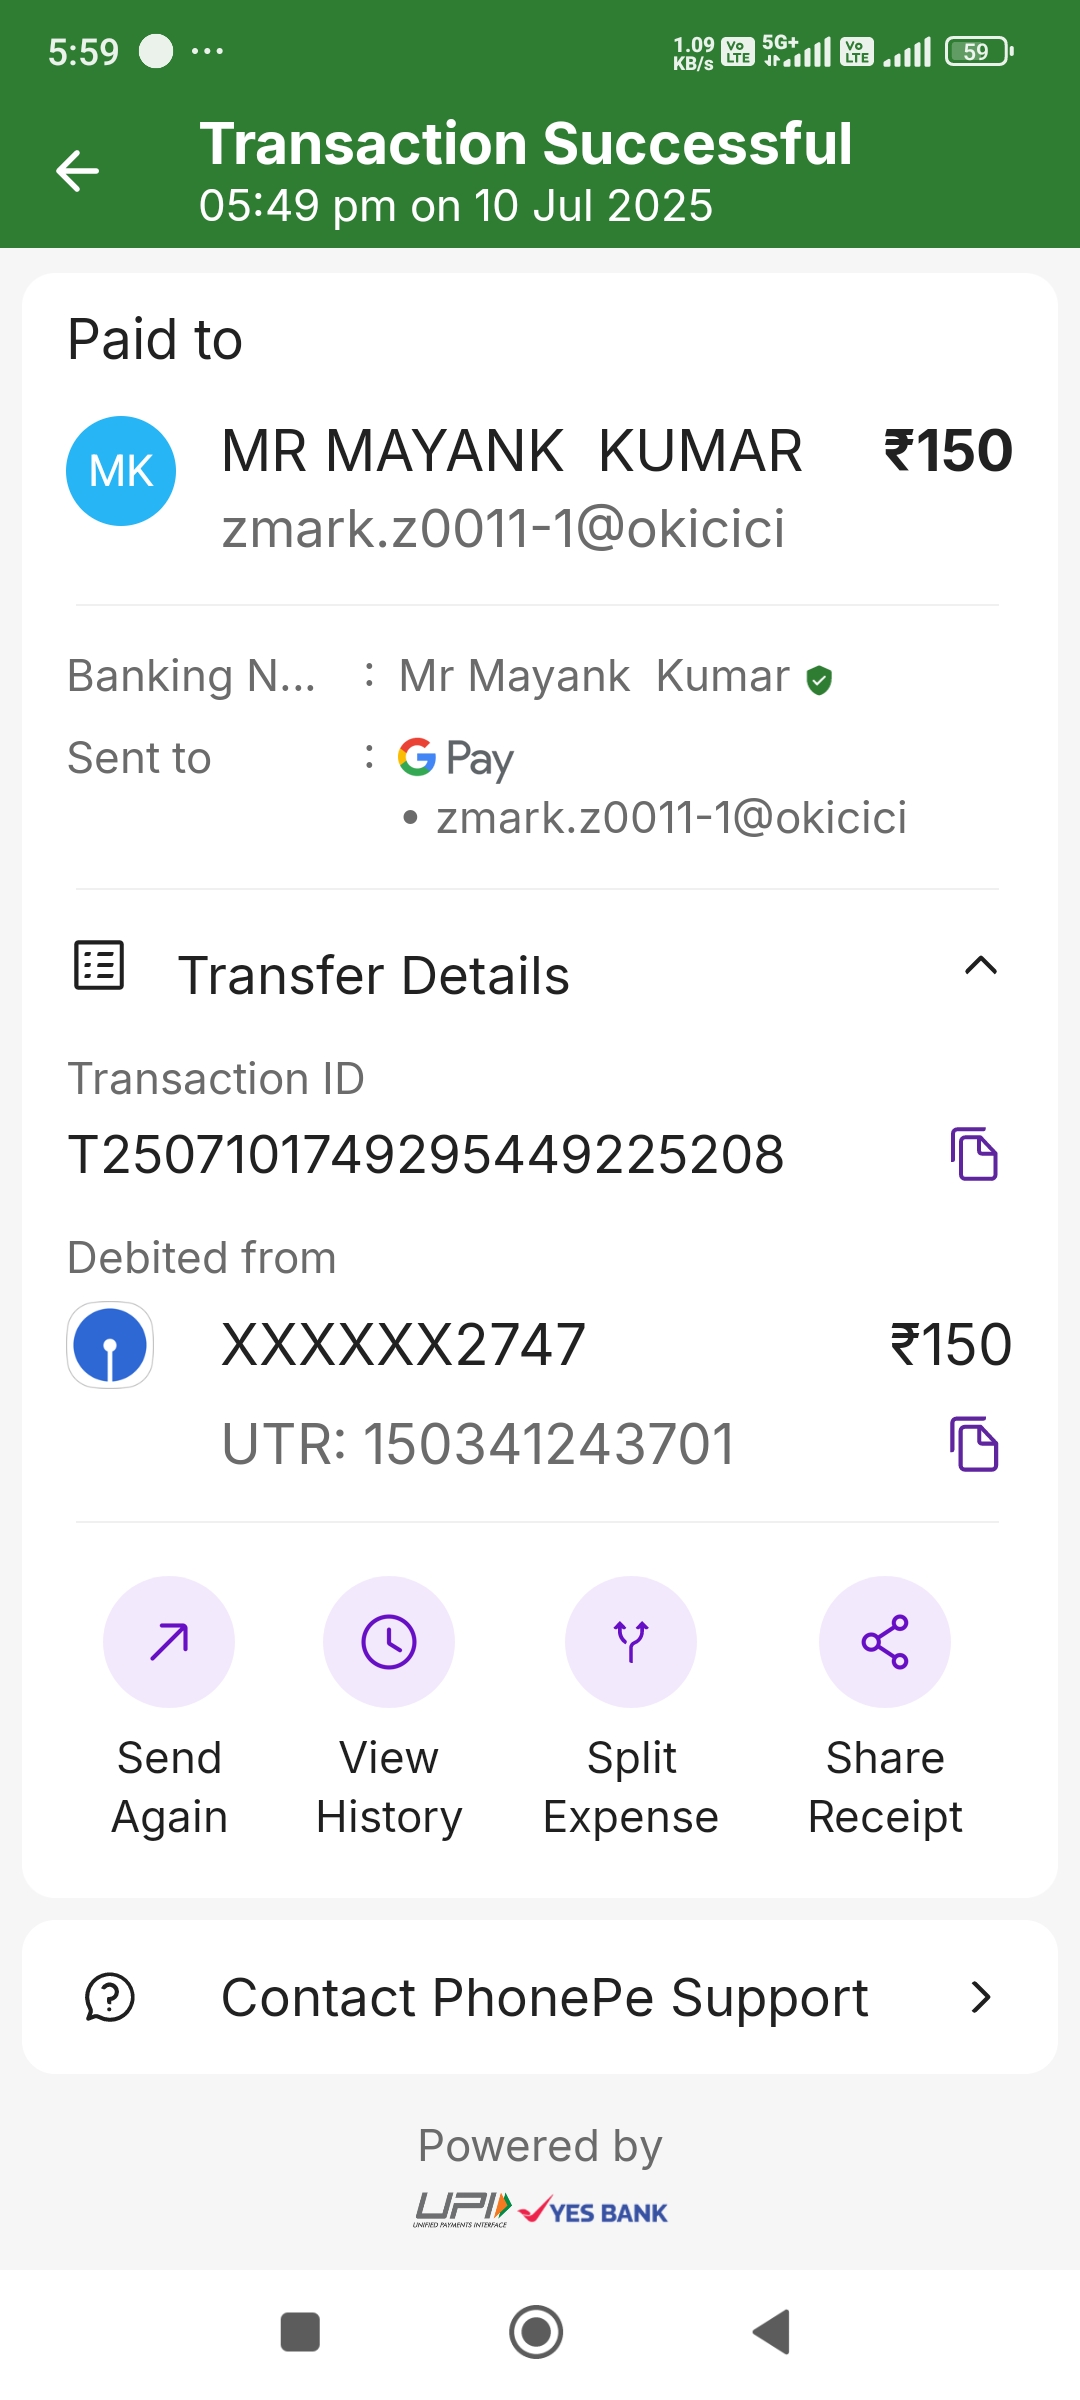 5:59 ... 1.09 KB/s Vo LTE 5G+ Vo LTE 59
Transaction Successful
05:49 pm on 10 Jul 2025
Paid to
MK MR MAYANK KUMAR ₹150
zmark.z0011-1@okicici
Banking N... : Mr Mayank Kumar
Sent to : G Pay
• zmark.z0011-1@okicici
Transfer Details
Transaction ID
T2507101749295449225208
Debited from
XXXXXX2747 ₹150
UTR: 150341243701
Send Again
View History
Split Expense
Share Receipt
Contact PhonePe Support
Powered by
UPI UNIFIED PAYMENTS INTERFACE YES BANK